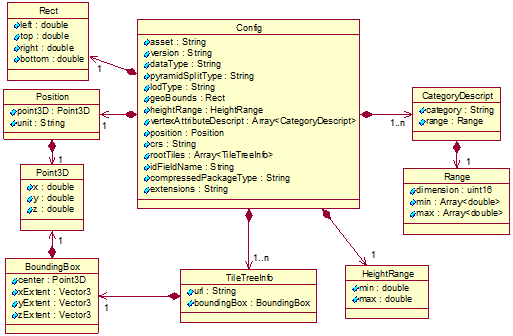 Rect
left : double
top : double
right : double
bottom : double
1
Config
asset : String
version : String
dataType : String
pyramidSplitType : String
lodType : String
geoBounds : Rect
heightRange : HeightRange
vertexAttributeDescript : Array<CategoryDescript>
position : Position
crs : String
rootTiles : Array<TileTreeInfo>
idFieldName : String
compressedPackageType : String
extensions : String
Position
point3D : Point3D
unit : String
1
CategoryDescript
category : String
range : Range
1..n
1
Point3D
x : double
y : double
z : double
1
Range
dimension : uint16
min : Array<double>
max : Array<double>
1
BoundingBox
center : Point3D
xExtent : Vector3
yExtent : Vector3
zExtent : Vector3
1
1..n
TileTreeInfo
url : String
boundingBox : BoundingBox
1
HeightRange
min : double
max : double
1